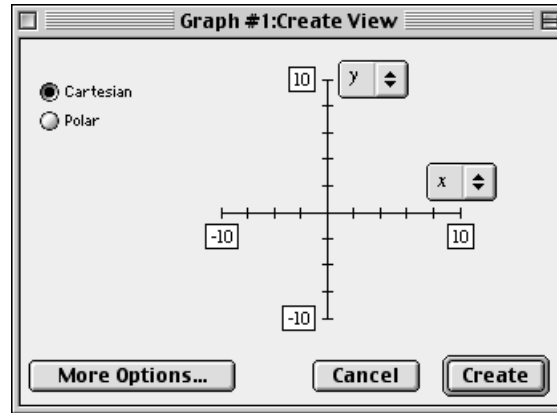 Graph #1:Create View
10
y
Cartesian
Polar
x
-10
10
-10
More Options...
Cancel
Create